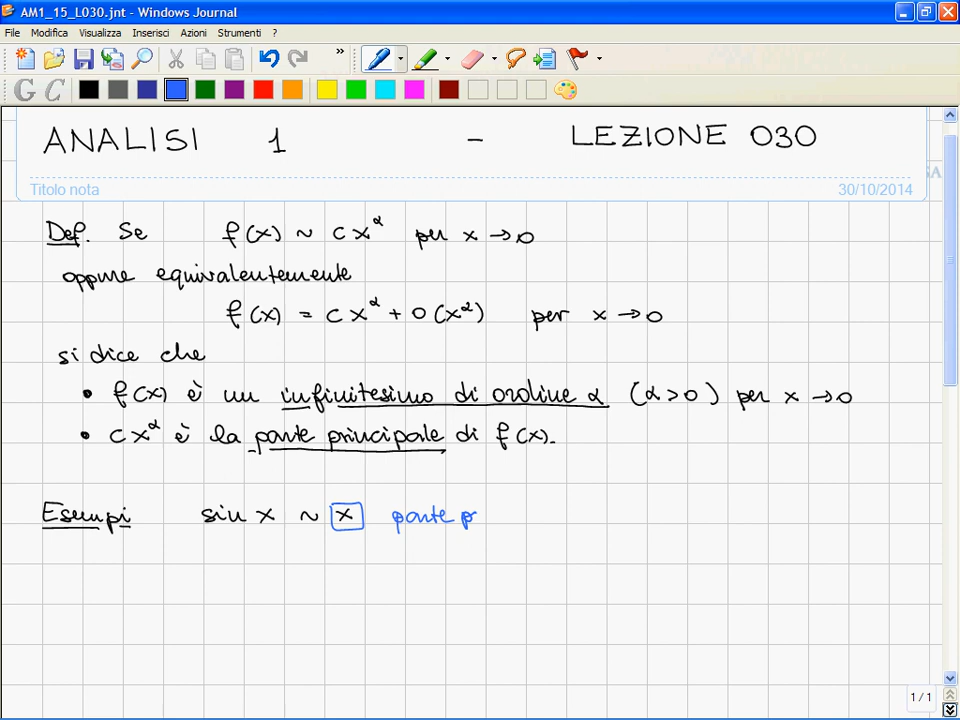 AM1_15_L030.jnt - Windows Journal
File Modifica Visualizza Inserisci Azioni Strumenti ?
G C
ANALISI 1 - LEZIONE 030
Titolo nota 30/10/2014
Def. Se f(x) ~ cx^α per x → 0
oppure equivalentemente
f(x) = cx^α + o(x^α) per x → 0
si dice che
• f(x) è un infinitesimo di ordine α (α>0) per x → 0
• cx^α è la parte principale di f(x).
Esempi sin x ~ x parte p
1 / 1